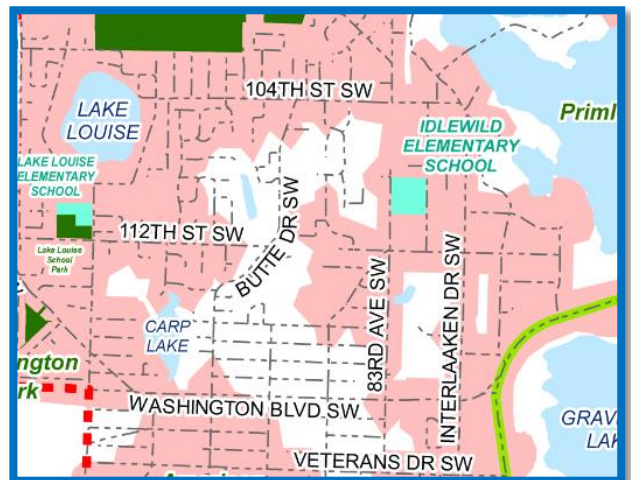 104TH ST SW
LAKE
LOUISE
Priml
IDLEWILD
ELEMENTARY
SCHOOL
LAKE LOUISE
ELEMENTARY
SCHOOL
112TH ST SW
BUTTE DR SW
Lake Louise
School
Park
83RD AVE SW
INTERLAAKEN DR SW
CARP
LAKE
ngton
rk
WASHINGTON BLVD SW
GRAV
LAK
VETERANS DR SW